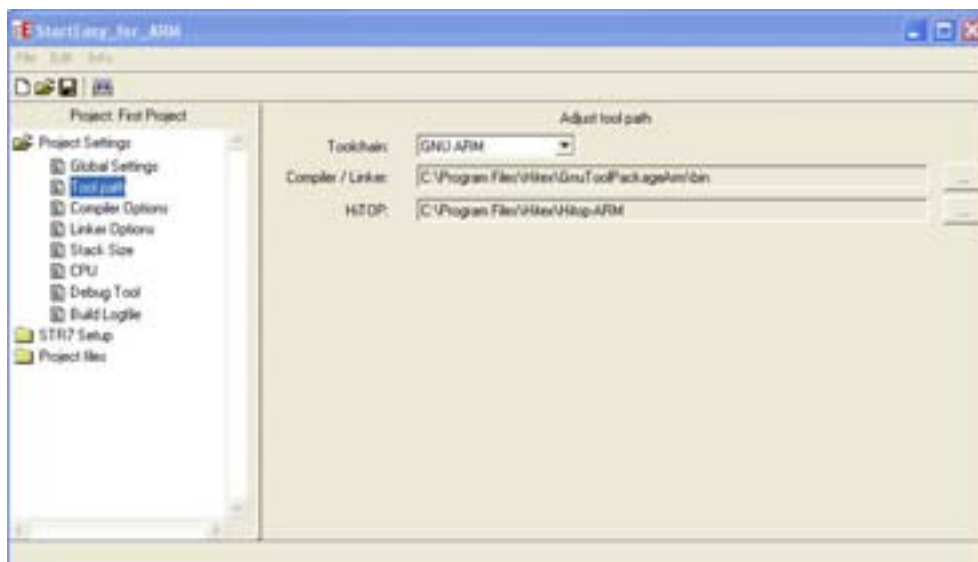 StartEasy_for_ARM
File Edit Info
Project: First Project
Project Settings
Global Settings
Tool path
Compiler Options
Linker Options
Stack Size
CPU
Debug Tool
Build Logfile
STR7 Setup
Project files
Adjust tool path
Toolchain: GNU ARM
Compiler / Linker: C:\Program Files\Hitex\GnuToolPackageArm\bin ...
HiTOP: C:\Program Files\Hitex\Hitop-ARM ...